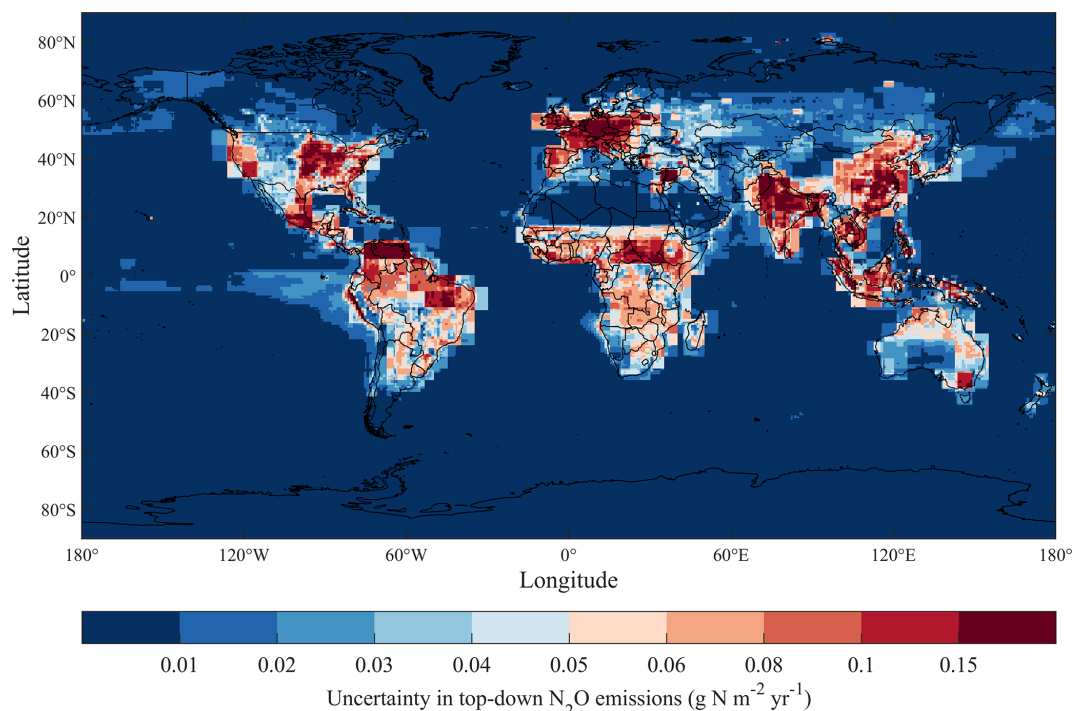 80°N
60°N
40°N
20°N
0°
20°S
40°S
60°S
80°S
Latitude
180° 120°W 60°W 0° 60°E 120°E 180°
Longitude
0.01 0.02 0.03 0.04 0.05 0.06 0.08 0.1 0.15
Uncertainty in top-down N₂O emissions (g N m⁻² yr⁻¹)